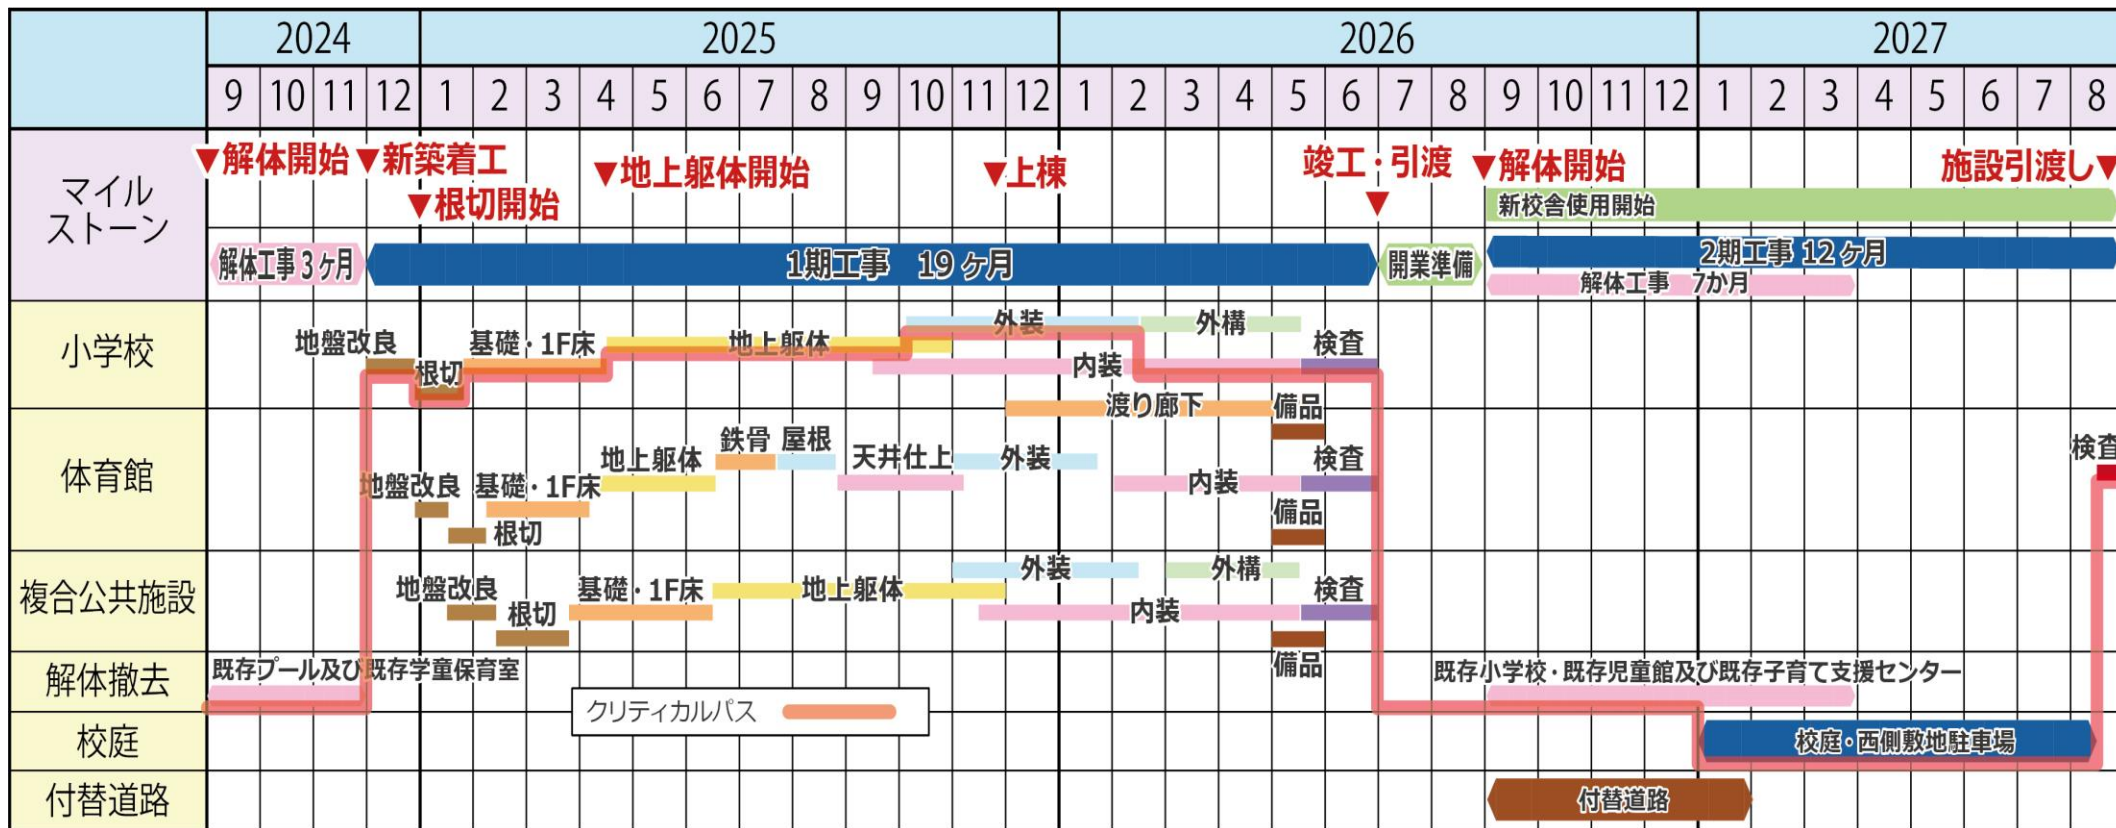 2024
2025
2026
2027
9 10 11 12 1 2 3 4 5 6 7 8 9 10 11 12 1 2 3 4 5 6 7 8 9 10 11 12 1 2 3 4 5 6 7 8
マイル
ストーン
▼解体開始 ▼新築着工
▼根切開始
▼地上躯体開始
▼上棟
竣工・引渡
▼
▼解体開始
施設引渡し▼
新校舎使用開始
解体工事3ヶ月
1期工事 19ヶ月
開業準備
2期工事 12ヶ月
解体工事 7か月
小学校
地盤改良
根切
基礎・1F床
地上躯体
外装
外構
内装
検査
渡り廊下
備品
体育館
地盤改良
根切
基礎・1F床
地上躯体
鉄骨
屋根
天井仕上
外装
内装
検査
備品
検査
複合公共施設
地盤改良
根切
基礎・1F床
地上躯体
外装
外構
内装
検査
備品
解体撤去
既存プール及び既存学童保育室
既存小学校・既存児童館及び既存子育て支援センター
クリティカルパス
校庭
校庭・西側敷地駐車場
付替道路
付替道路